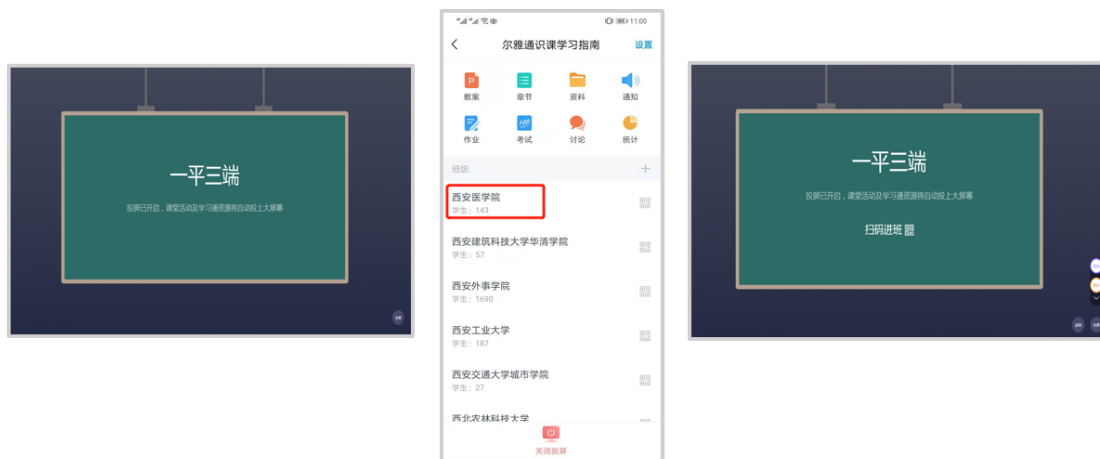 一平三端
投屏已开启，课堂活动及学习通资源将自动投上大屏幕
11:00
尔雅通识课学习指南
设置
教案
章节
资料
通知
作业
考试
讨论
统计
班级
西安医学院
学生：143
西安建筑科技大学华清学院
学生：57
西安外事学院
学生：1690
西安工业大学
学生：187
西安交通大学城市学院
学生：27
西北农林科技大学
关闭投屏
一平三端
投屏已开启，课堂活动及学习通资源将自动投上大屏幕
扫码进班